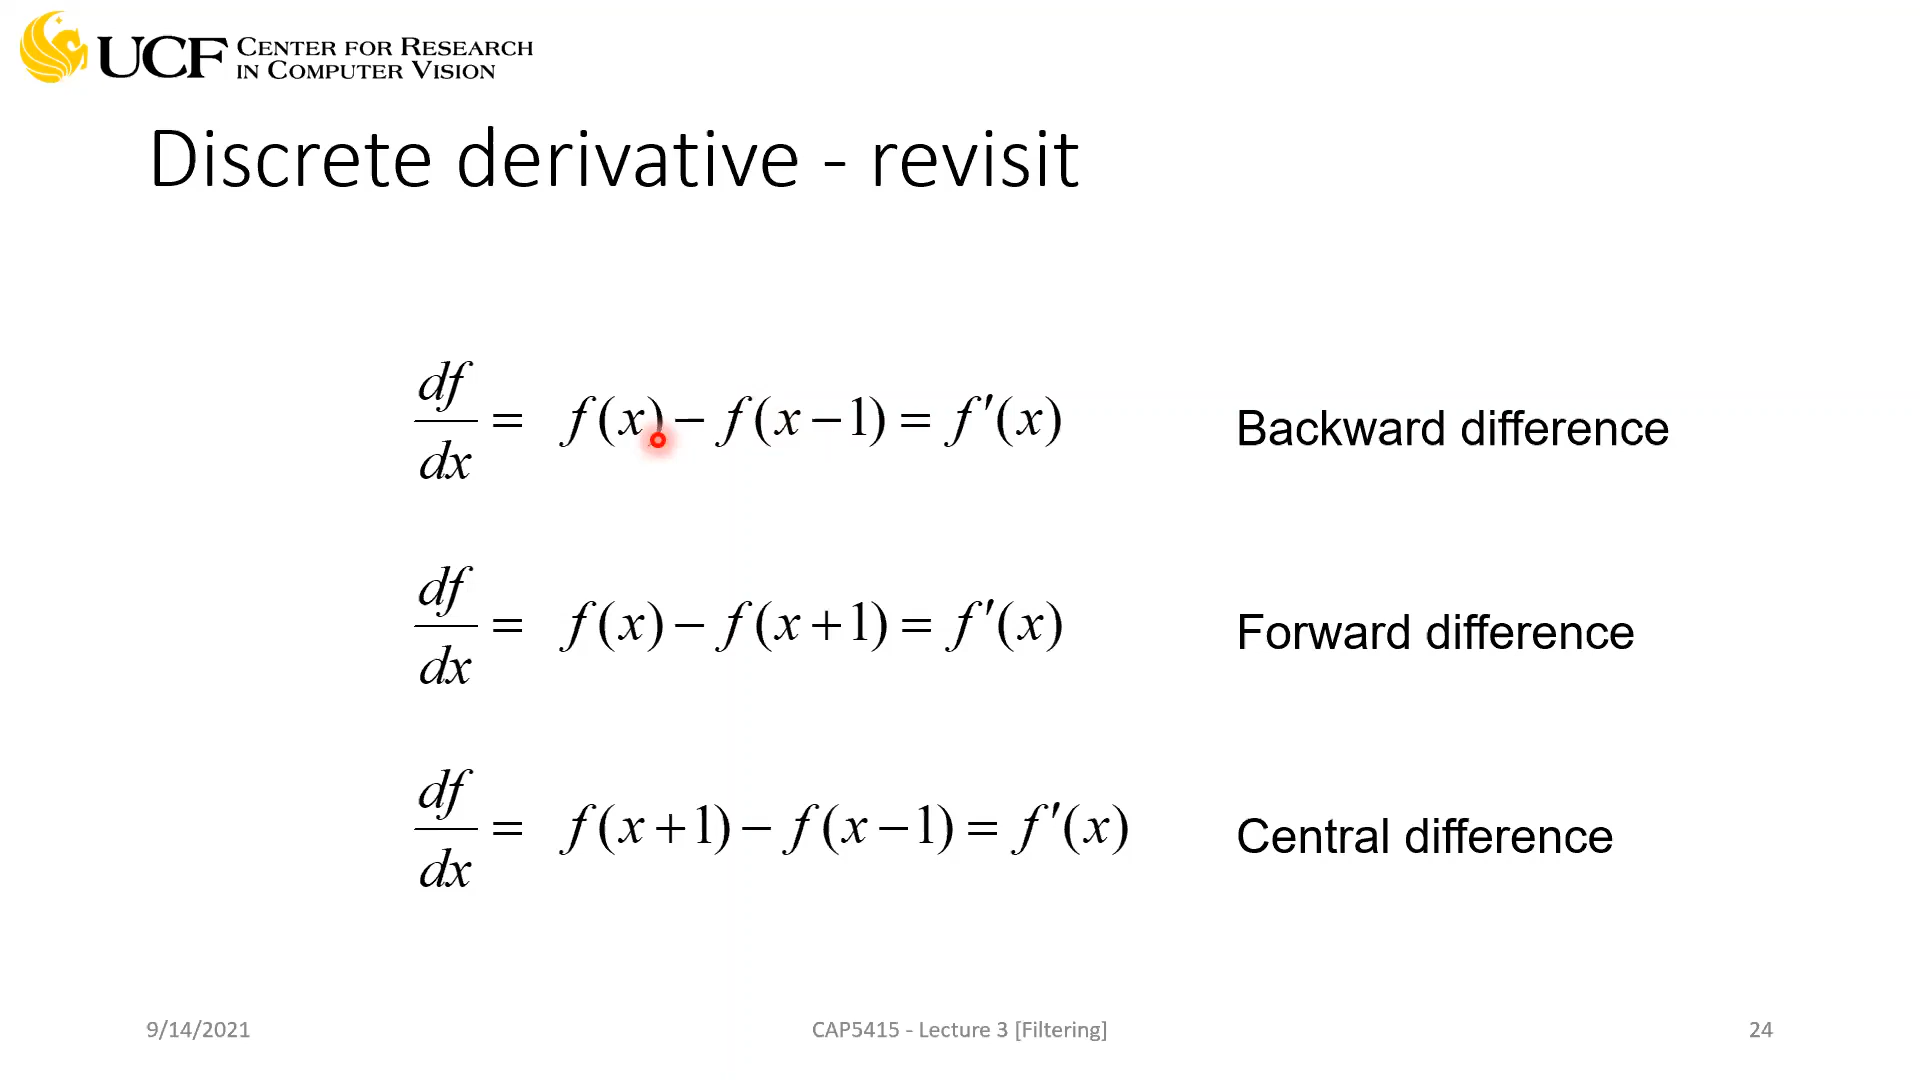 UCF CENTER FOR RESEARCH
IN COMPUTER VISION
Discrete derivative - revisit
df/dx = f(x) − f(x − 1) = f′(x) Backward difference
df/dx = f(x) − f(x + 1) = f′(x) Forward difference
df/dx = f(x + 1) − f(x − 1) = f′(x) Central difference
9/14/2021 CAP5415 - Lecture 3 [Filtering] 24